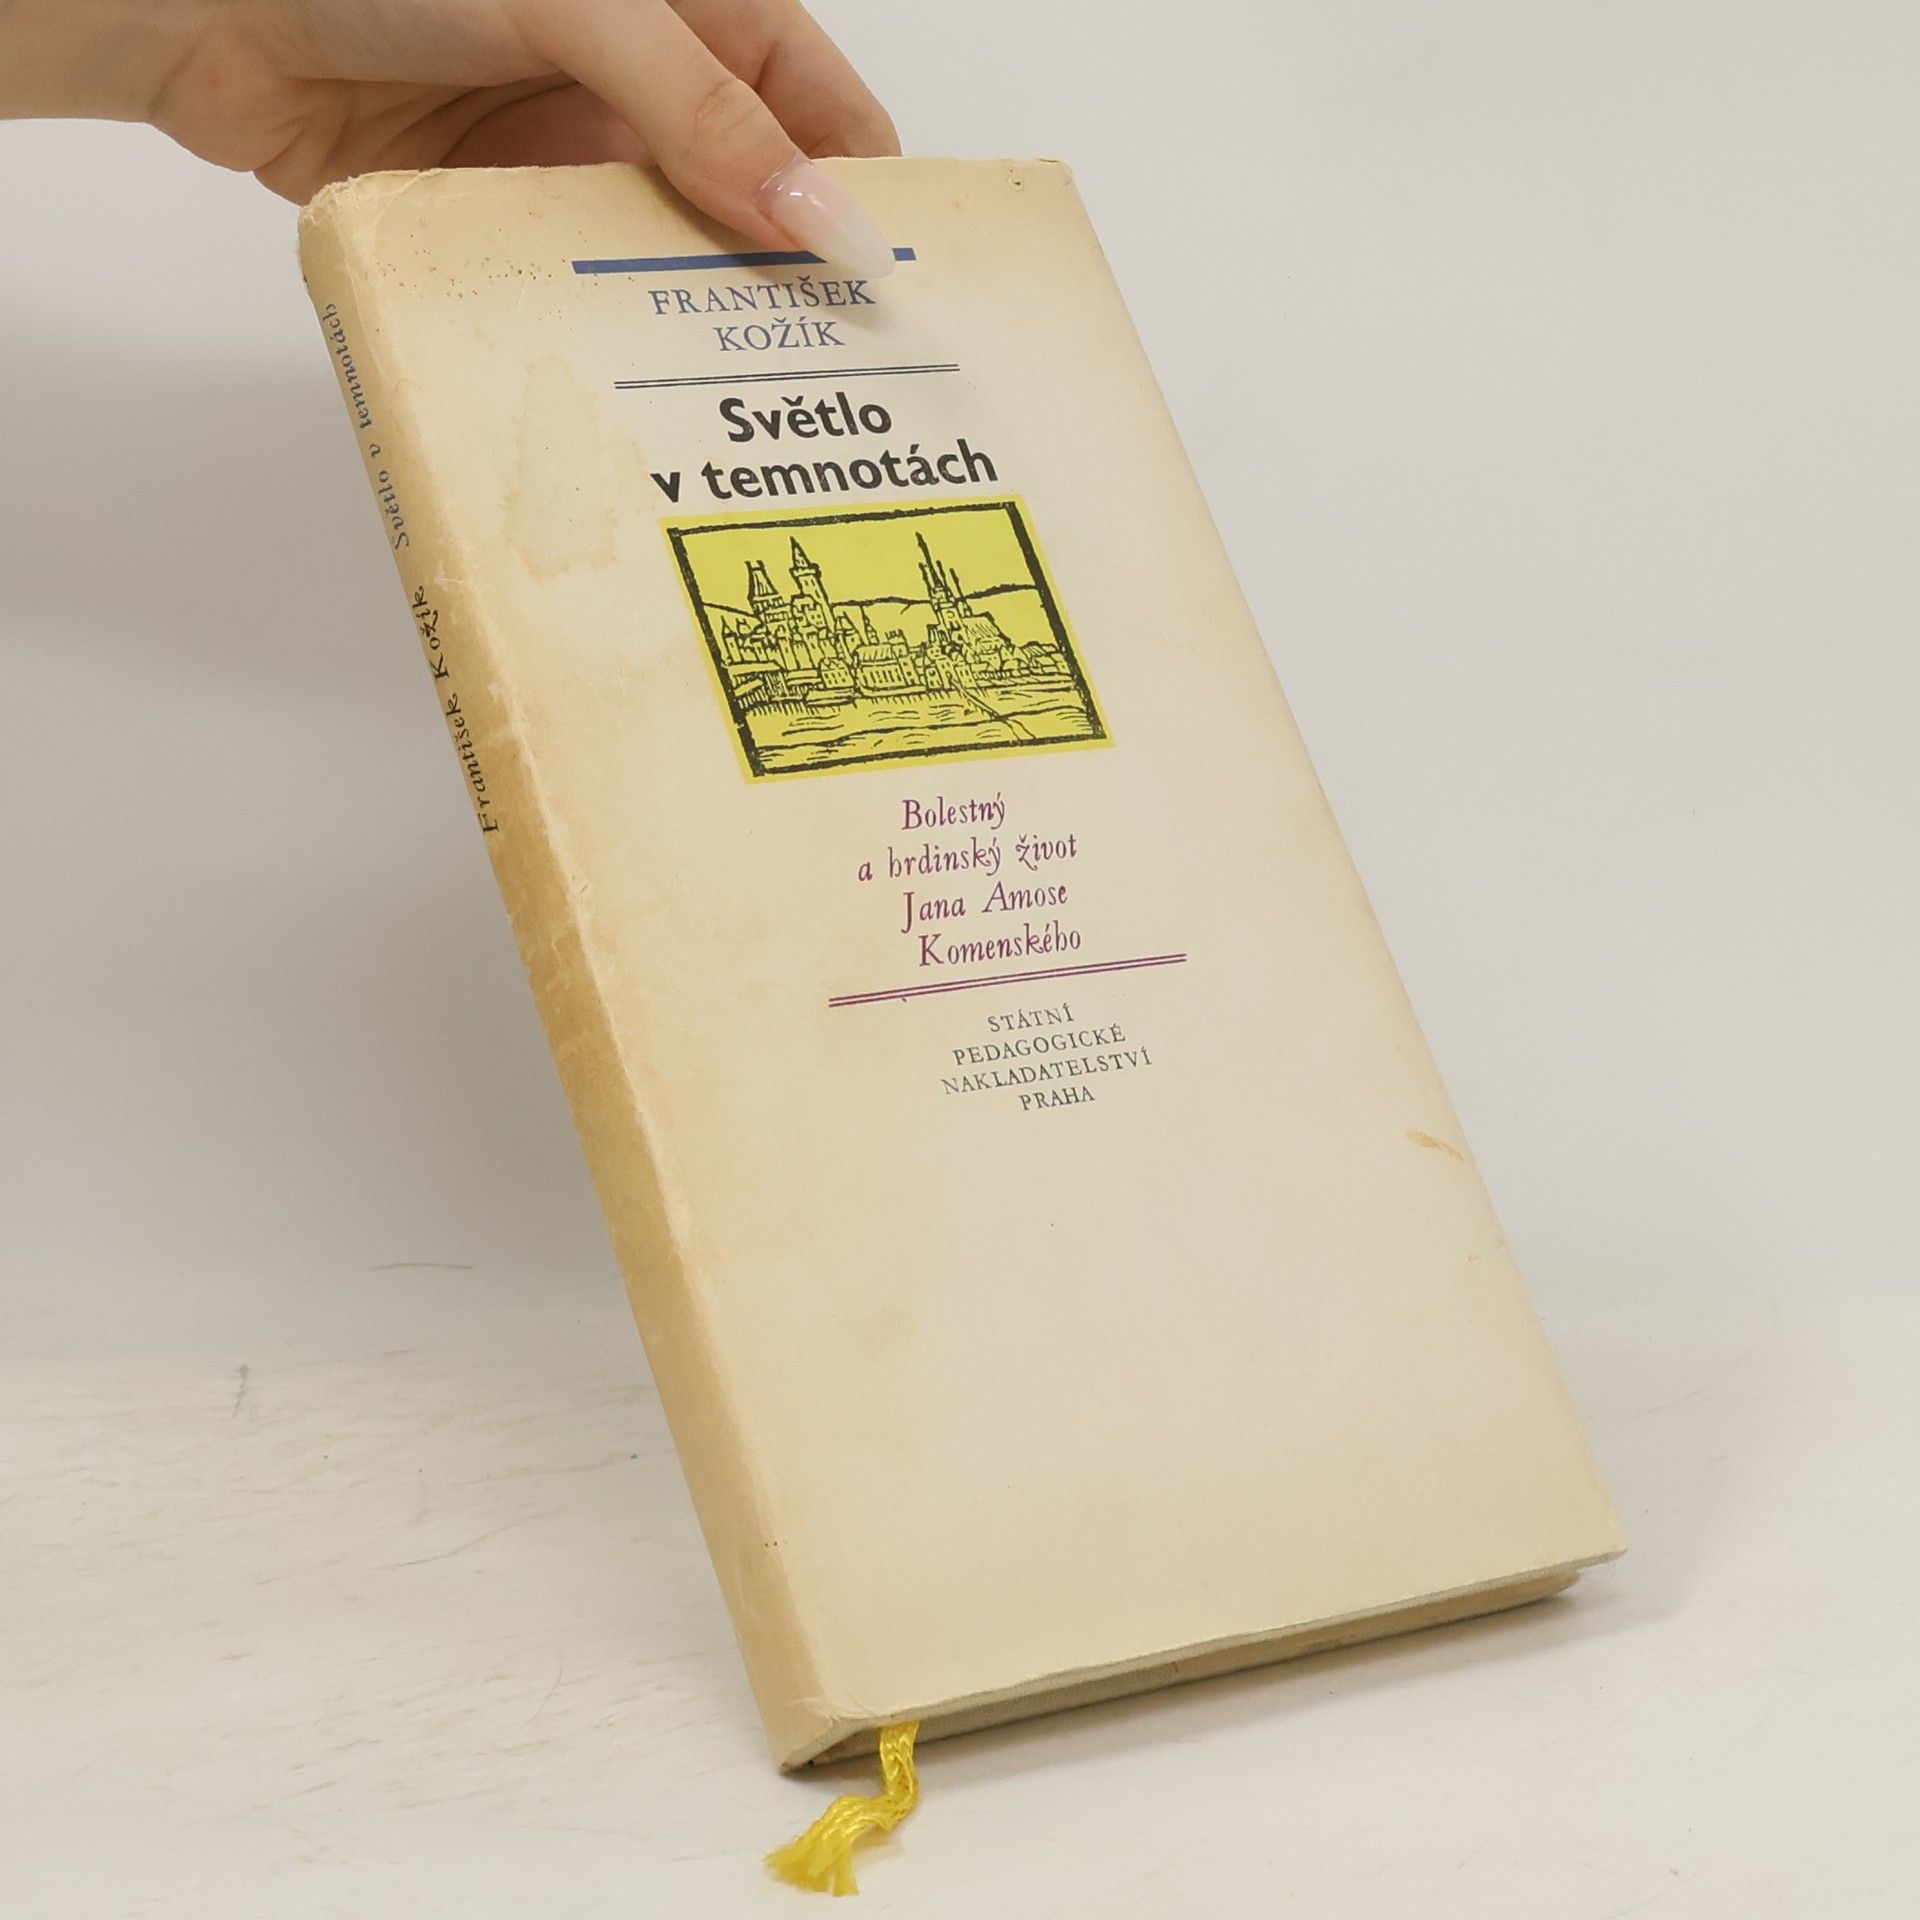 FRANTIŠEK
KOŽÍK
Světlo
v temnotách
Bolestný
a hrdinský život
Jana Amose
Komenského
STÁTNÍ
PEDAGOGICKÉ
NAKLADATELSTVÍ
PRAHA
František Kožík Světlo v temnotách